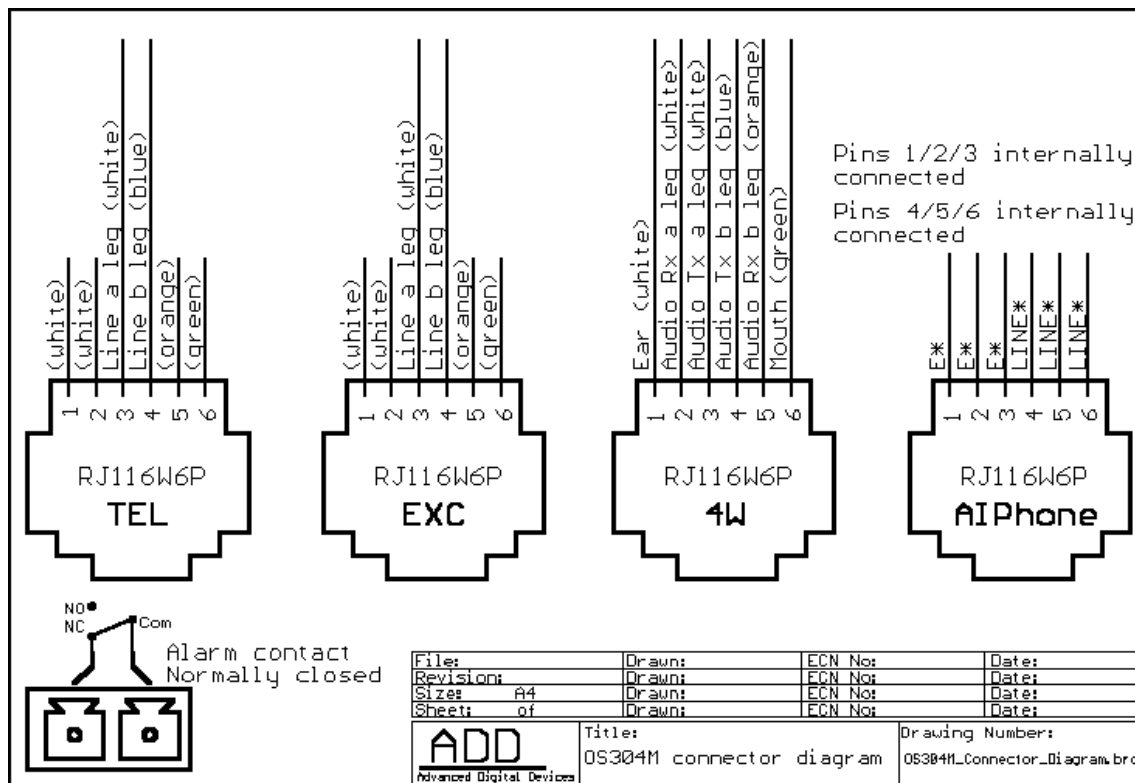 (white)
(white)
Line a leg (white)
Line b leg (blue)
(orange)
(green)
1 2 3 4 5 6
RJ116W6P
TEL
(white)
(white)
Line a leg (white)
Line b leg (blue)
(orange)
(green)
1 2 3 4 5 6
RJ116W6P
EXC
Ear (white)
Audio Rx a leg (white)
Audio Tx a leg (white)
Audio Tx b leg (blue)
Audio Rx b leg (orange)
Mouth (green)
1 2 3 4 5 6
RJ116W6P
4W
Pins 1/2/3 internally
connected
Pins 4/5/6 internally
connected
E*
E*
E*
LINE*
LINE*
LINE*
1 2 3 4 5 6
RJ116W6P
AIPhone
NO
NC
Com
Alarm contact
Normally closed
File: Drawn: ECN No: Date:
Revision: Drawn: ECN No: Date:
Size: A4 Drawn: ECN No: Date:
Sheet: of Drawn: ECN No: Date:
ADD
Advanced Digital Devices
Title:
OS304M connector diagram
Drawing Number:
OS304M_Connector_Diagram.brd